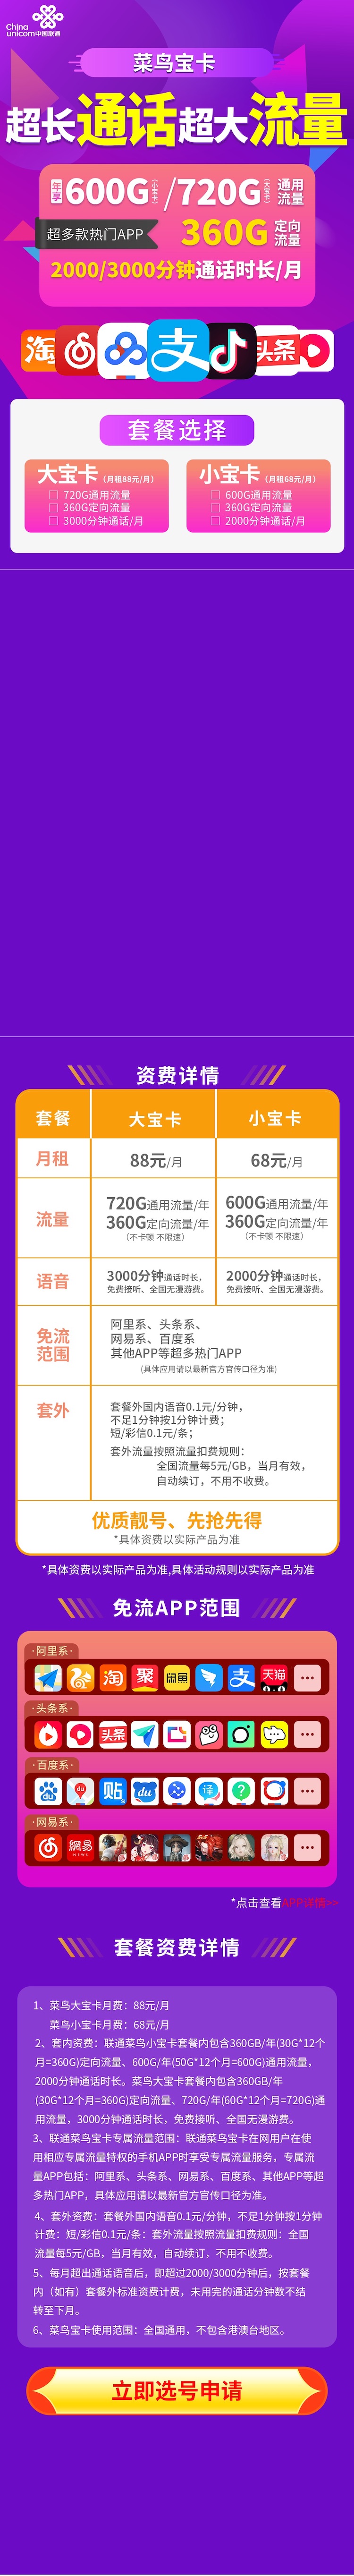 China
unicom中国联通
菜鸟宝卡
超长通话超大流量
年享600G(小宝卡)/720G(大宝卡)通用流量
超多款热门APP 360G定向流量
2000/3000分钟通话时长/月
淘 支 头条
套餐选择
大宝卡(月租88元/月) 小宝卡(月租68元/月)
720G通用流量 600G通用流量
360G定向流量 360G定向流量
3000分钟通话/月 2000分钟通话/月
资费详情
套餐 大宝卡 小宝卡
月租 88元/月 68元/月
流量 720G通用流量/年 600G通用流量/年
360G定向流量/年 360G定向流量/年
(不卡顿 不限速) (不卡顿 不限速)
语音 3000分钟通话时长, 2000分钟通话时长,
免费接听、全国无漫游费。 免费接听、全国无漫游费。
免流范围 阿里系、头条系、
网易系、百度系
其他APP等超多热门APP
(具体应用请以最新官方官传口径为准)
套外 套餐外国内语音0.1元/分钟,
不足1分钟按1分钟计费;
短/彩信0.1元/条;
套外流量按照流量扣费规则:
全国流量每5元/GB,当月有效,
自动续订,不用不收费。
优质靓号、先抢先得
*具体资费以实际产品为准
*具体资费以实际产品为准,具体活动规则以实际产品为准
免流APP范围
·阿里系·
淘 聚 闲鱼 支 天猫
·头条系·
头条
·百度系·
du du 贴 du 译 ?
·网易系·
網易
NEWS
*点击查看APP详情>>
套餐资费详情
1、菜鸟大宝卡月费:88元/月
菜鸟小宝卡月费:68元/月
2、套内资费:联通菜鸟小宝卡套餐内包含360GB/年(30G*12个
月=360G)定向流量、600G/年(50G*12个月=600G)通用流量,
2000分钟通话时长。菜鸟大宝卡套餐内包含360GB/年
(30G*12个月=360G)定向流量、720G/年(60G*12个月=720G)通
用流量,3000分钟通话时长,免费接听、全国无漫游费。
3、联通菜鸟宝卡专属流量范围:联通菜鸟宝卡在网用户在使
用相应专属流量特权的手机APP时享受专属流量服务,专属流
量APP包括:阿里系、头条系、网易系、百度系、其他APP等超
多热门APP,具体应用请以最新官方官传口径为准。
4、套外资费:套餐外国内语音0.1元/分钟,不足1分钟按1分钟
计费:短/彩信0.1元/条:套外流量按照流量扣费规则:全国
流量每5元/GB,当月有效,自动续订,不用不收费。
5、每月超出通话语音后,即超过2000/3000分钟后,按套餐
内(如有)套餐外标准资费计费,未用完的通话分钟数不结
转至下月。
6、菜鸟宝卡使用范围:全国通用,不包含港澳台地区。
立即选号申请